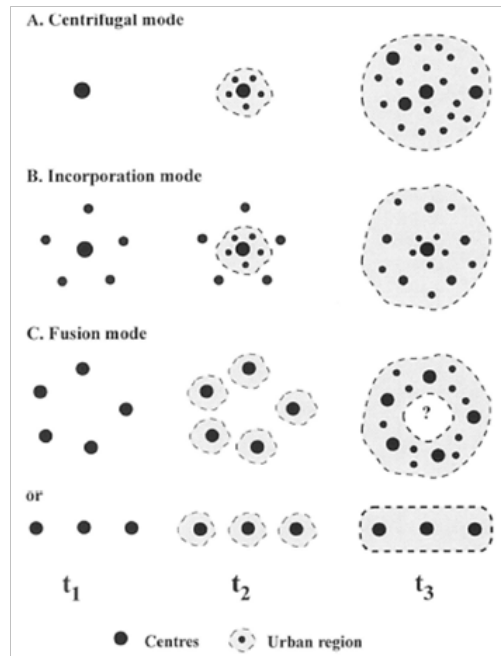 A. Centrifugal mode
B. Incorporation mode
C. Fusion mode
?
or
t1 t2 t3
Centres Urban region